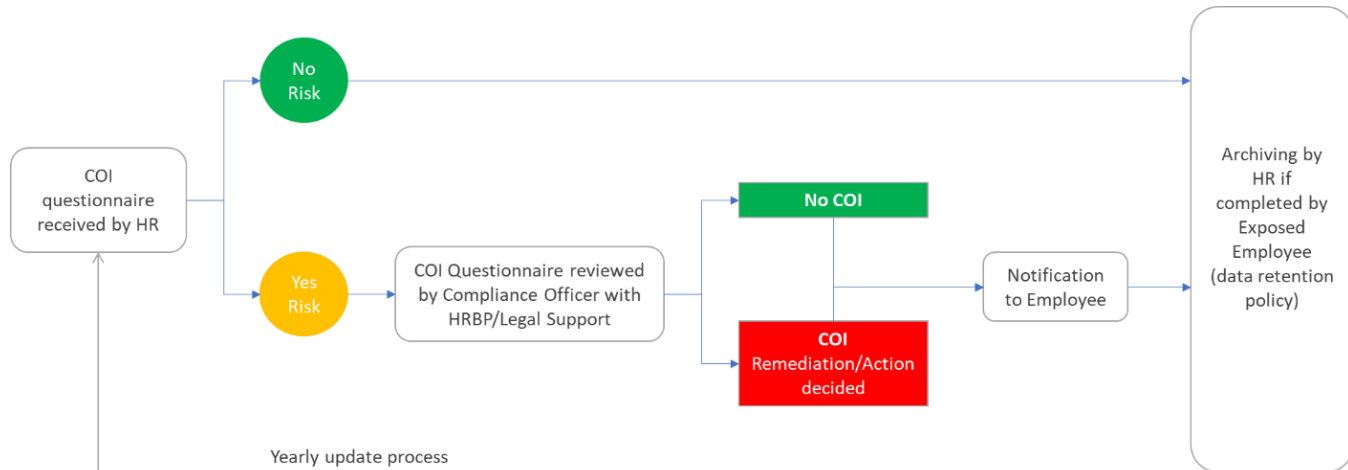 No
Risk
COI
questionnaire
received by HR
Yes
Risk
COI Questionnaire reviewed
by Compliance Officer with
HRBP/Legal Support
No COI
COI
Remediation/Action
decided
Notification
to Employee
Archiving by
HR if
completed by
Exposed
Employee
(data retention
policy)
Yearly update process